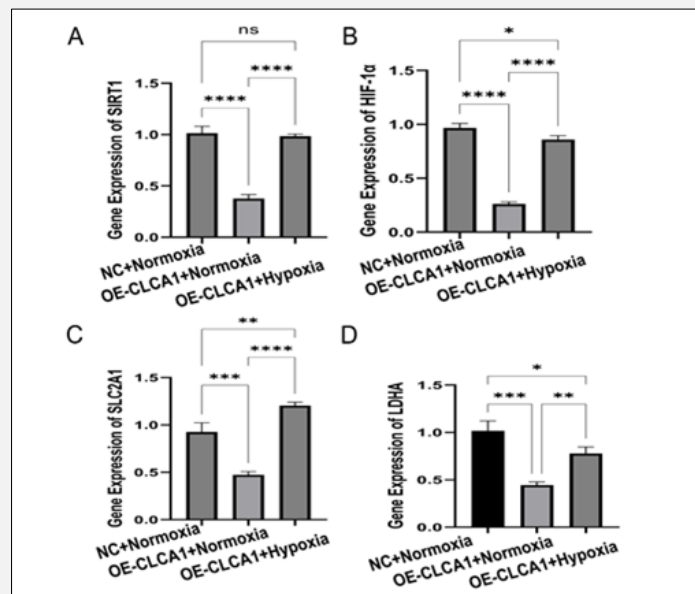 A
ns
****
****
Gene Expression of SIRT1
1.5
1.0
0.5
0.0
NC+Normoxia
OE-CLCA1+Normoxia
OE-CLCA1+Hypoxia
B
*
****
****
Gene Expression of HIF-1α
1.5
1.0
0.5
0.0
NC+Normoxia
OE-CLCA1+Normoxia
OE-CLCA1+Hypoxia
C
**
***
****
Gene Expression of SLC2A1
1.5
1.0
0.5
0.0
NC+Normoxia
OE-CLCA1+Normoxia
OE-CLCA1+Hypoxia
D
*
***
**
Gene Expression of LDHA
1.5
1.0
0.5
0.0
NC+Normoxia
OE-CLCA1+Normoxia
OE-CLCA1+Hypoxia